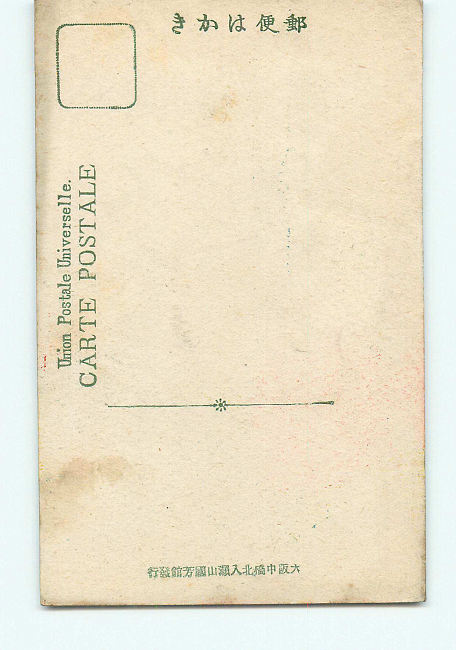 郵便はかき
Union Postale Universelle.
CARTE POSTALE
大阪中橋北入瀬山國芳館發行